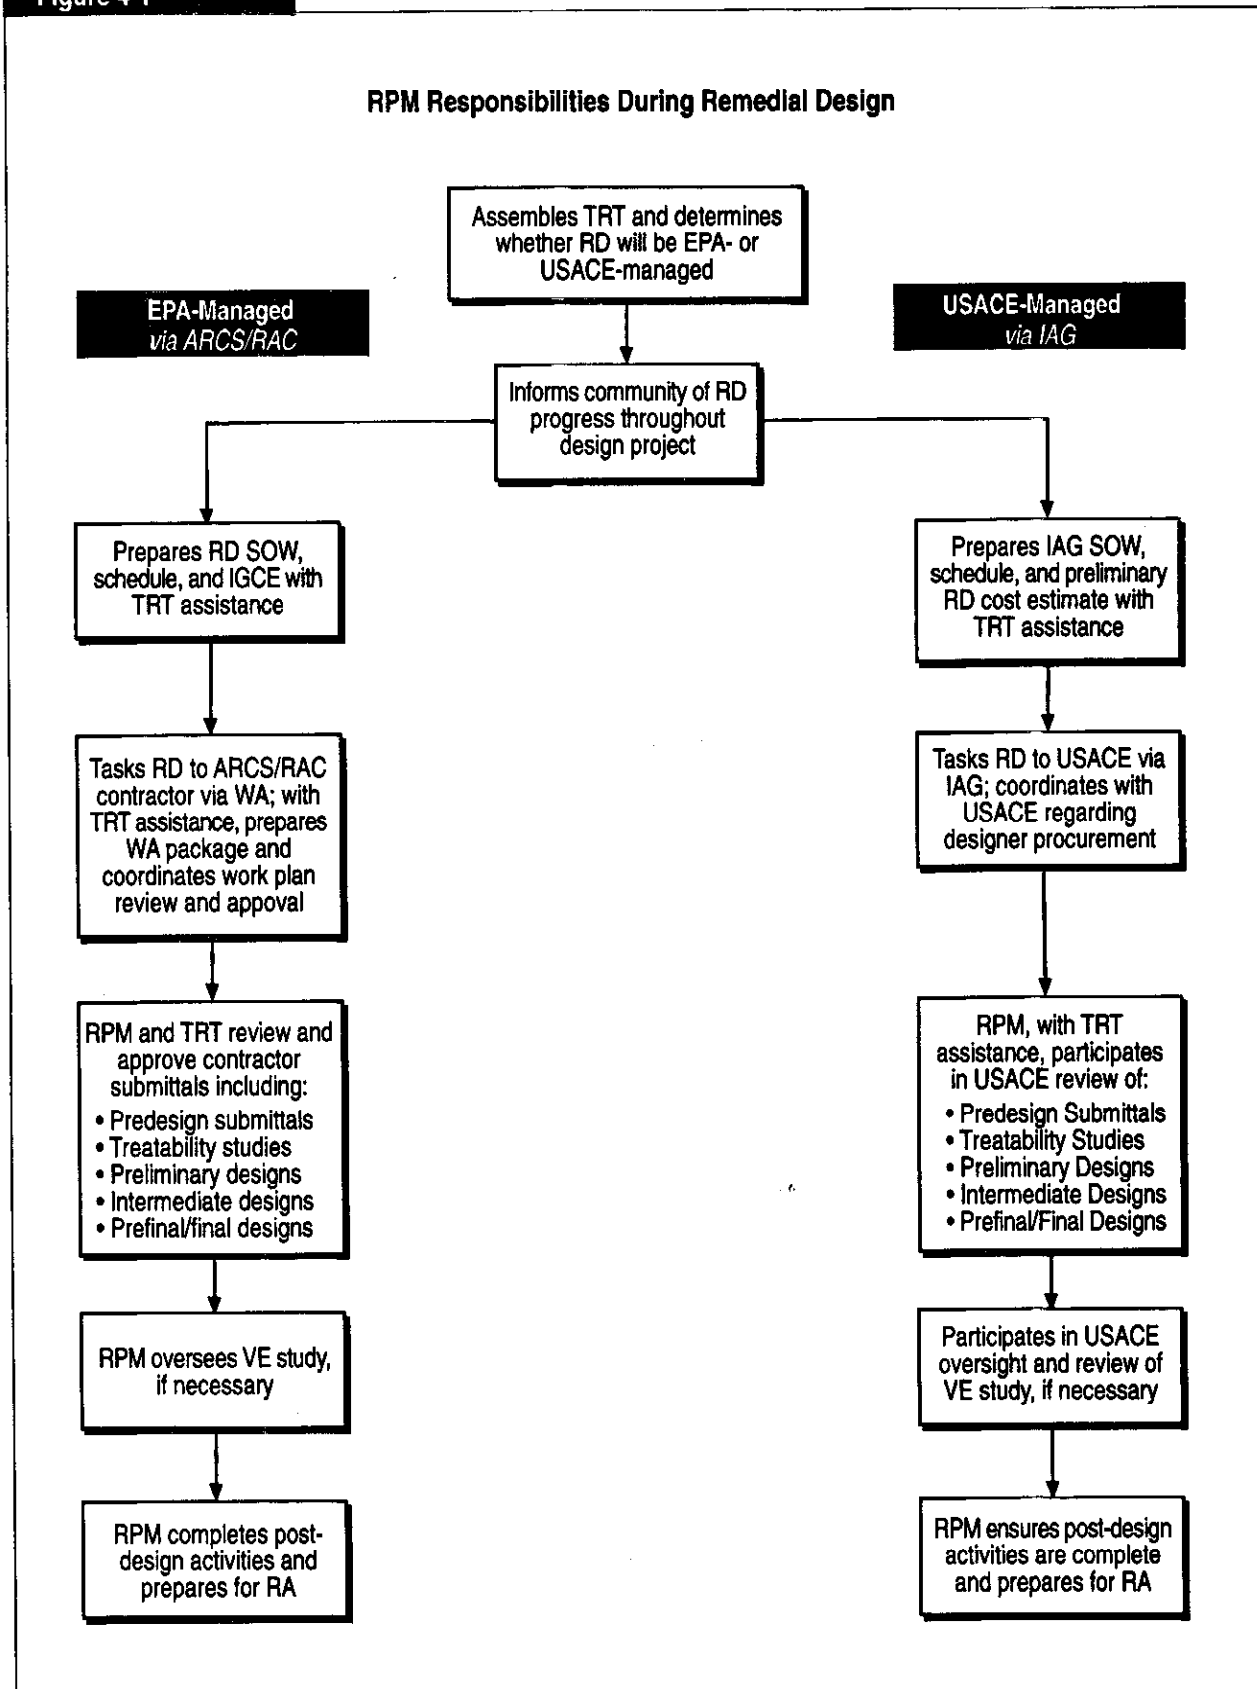 Figure 4-1
RPM Responsibilities During Remedial Design
Assembles TRT and determines
whether RD will be EPA- or
USACE-managed
EPA-Managed
via ARCS/RAC
USACE-Managed
via IAG
Informs community of RD
progress throughout
design project
Prepares RD SOW,
schedule, and IGCE with
TRT assistance
Tasks RD to ARCS/RAC
contractor via WA; with
TRT assistance, prepares
WA package and
coordinates work plan
review and appoval
RPM and TRT review and
approve contractor
submittals including:
• Predesign submittals
• Treatability studies
• Preliminary designs
• Intermediate designs
• Prefinal/final designs
RPM oversees VE study,
if necessary
RPM completes post-
design activities and
prepares for RA
Prepares IAG SOW,
schedule, and preliminary
RD cost estimate with
TRT assistance
Tasks RD to USACE via
IAG; coordinates with
USACE regarding
designer procurement
RPM, with TRT
assistance, participates
in USACE review of:
• Predesign Submittals
• Treatability Studies
• Preliminary Designs
• Intermediate Designs
• Prefinal/Final Designs
Participates in USACE
oversight and review of
VE study, if necessary
RPM ensures post-design
activities are complete
and prepares for RA